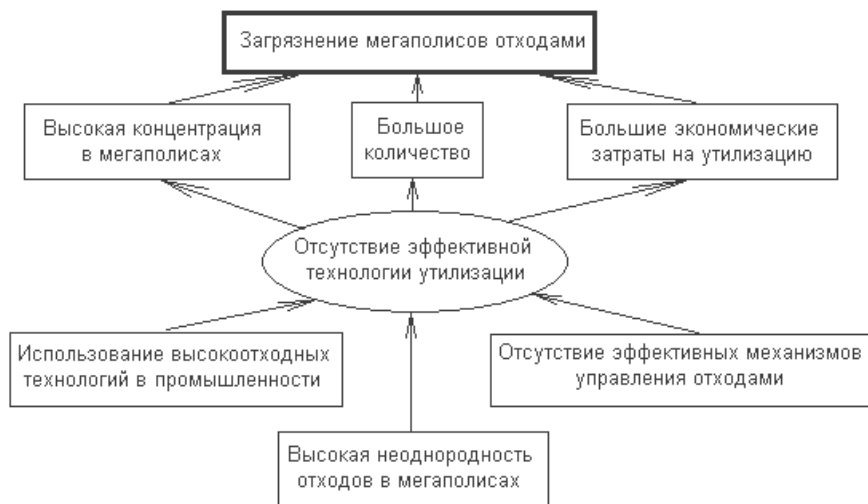 Загрязнение мегаполисов отходами
Высокая концентрация
в мегаполисах
Большое
количество
Большие экономические
затраты на утилизацию
Отсутствие эффективной
технологии утилизации
Использование высокоотходных
технологий в промышленности
Отсутствие эффективных механизмов
управления отходами
Высокая неоднородность
отходов в мегаполисах